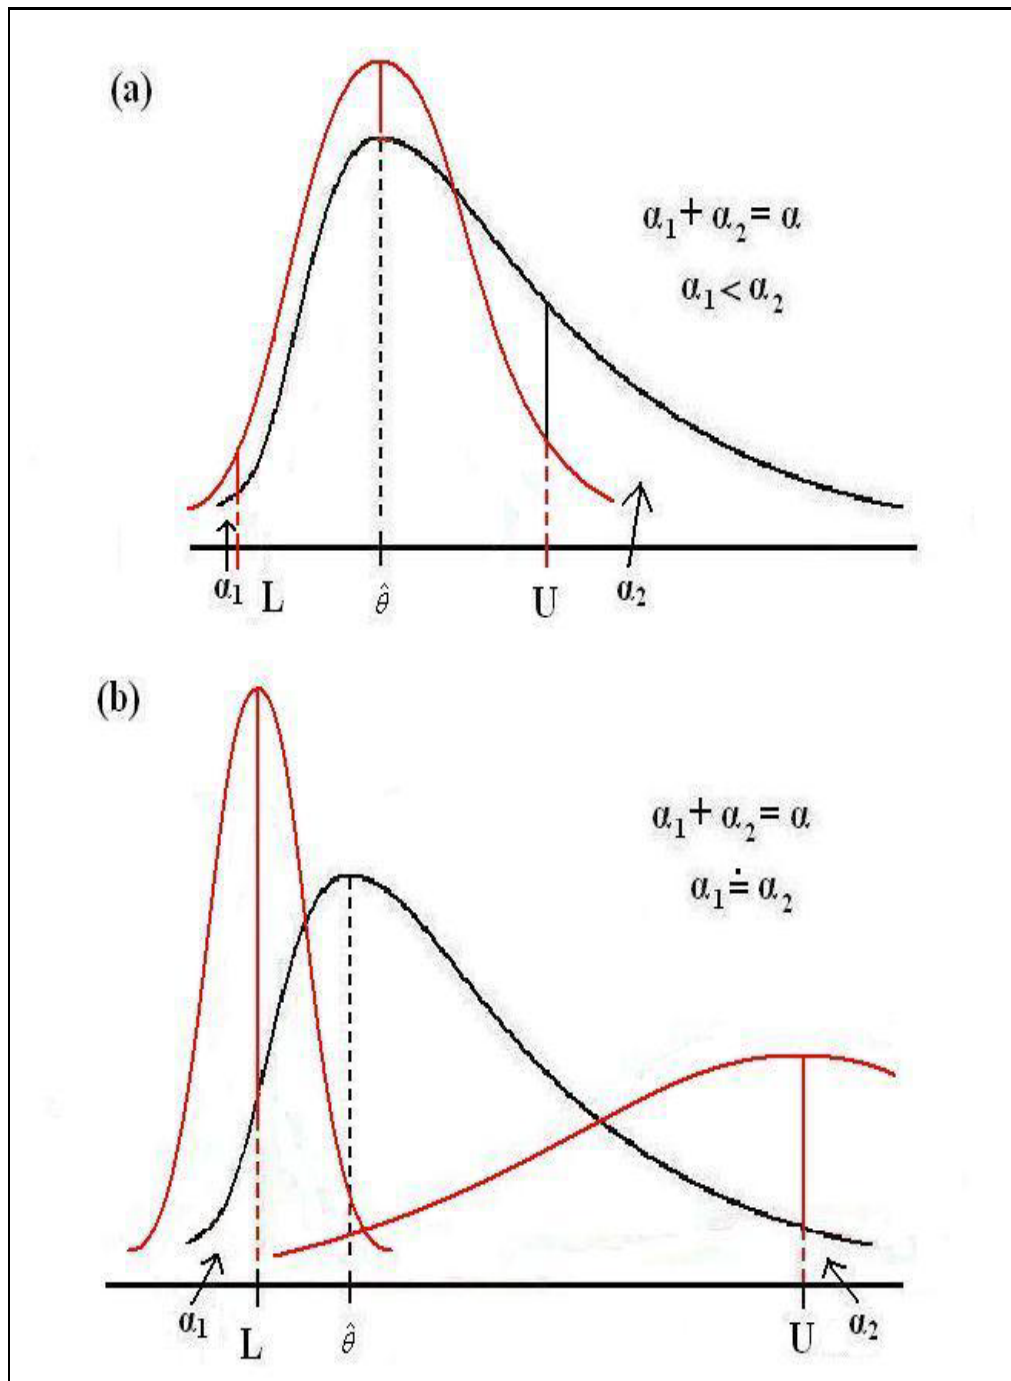 (a)
α₁ + α₂ = α
α₁ < α₂
α₁ L θ̂ U α₂
(b)
α₁ + α₂ = α
α₁ ≐ α₂
α₁ L θ̂ U α₂